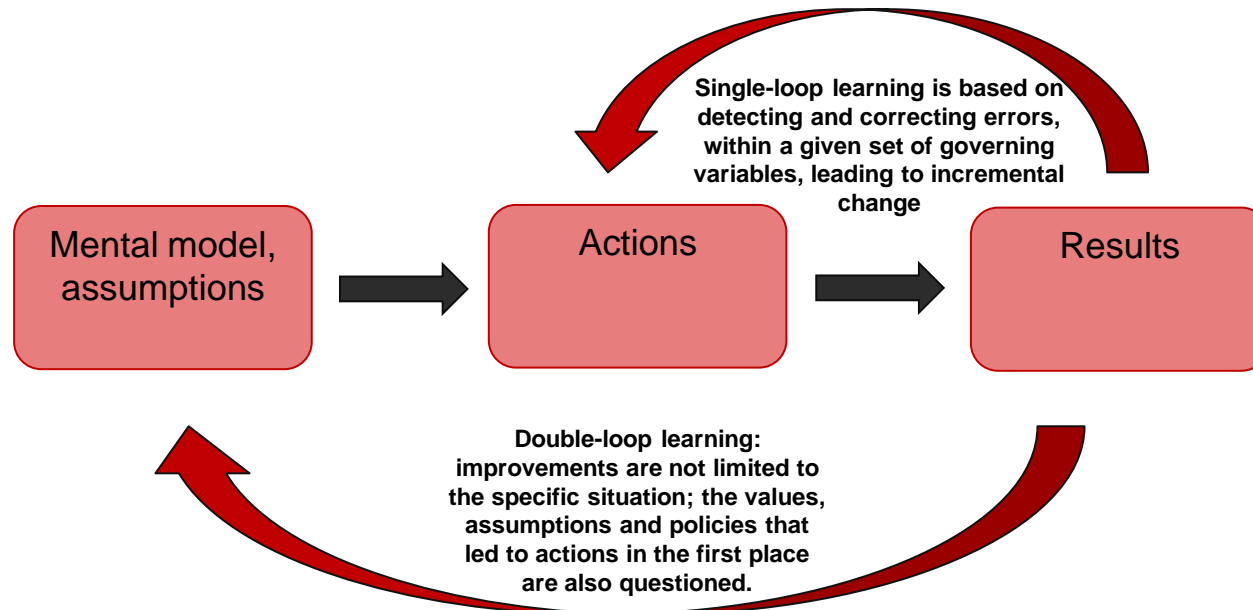 Single-loop learning is based on
detecting and correcting errors,
within a given set of governing
variables, leading to incremental
change
Mental model,
assumptions
Actions
Results
Double-loop learning:
improvements are not limited to
the specific situation; the values,
assumptions and policies that
led to actions in the first place
are also questioned.